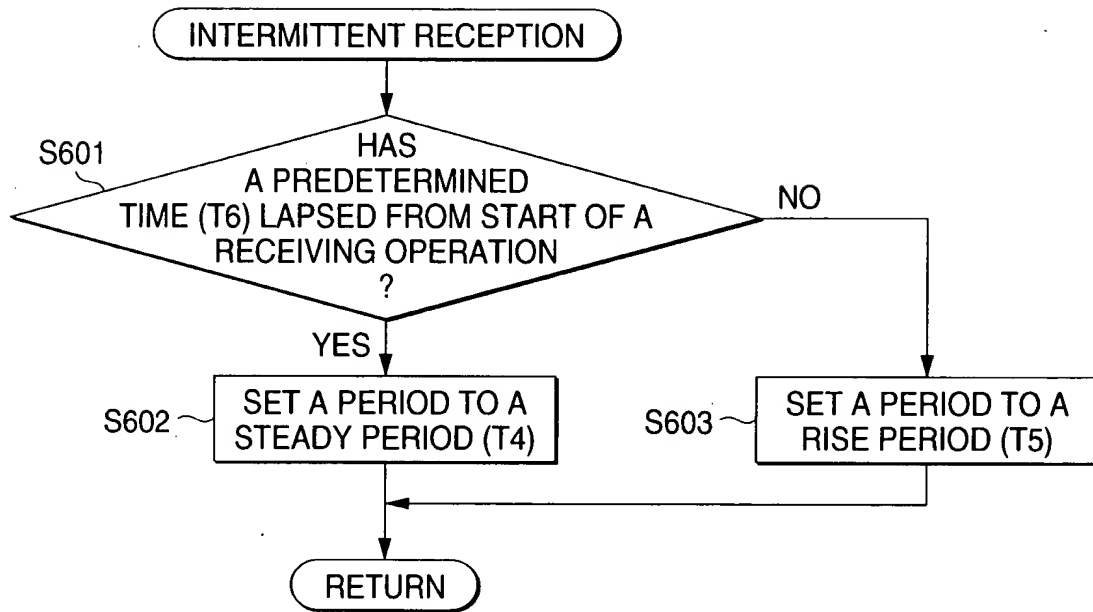 INTERMITTENT RECEPTION
S601
HAS
A PREDETERMINED
TIME (T6) LAPSED FROM START OF A
RECEIVING OPERATION
?
NO
YES
S602
SET A PERIOD TO A
STEADY PERIOD (T4)
S603
SET A PERIOD TO A
RISE PERIOD (T5)
RETURN